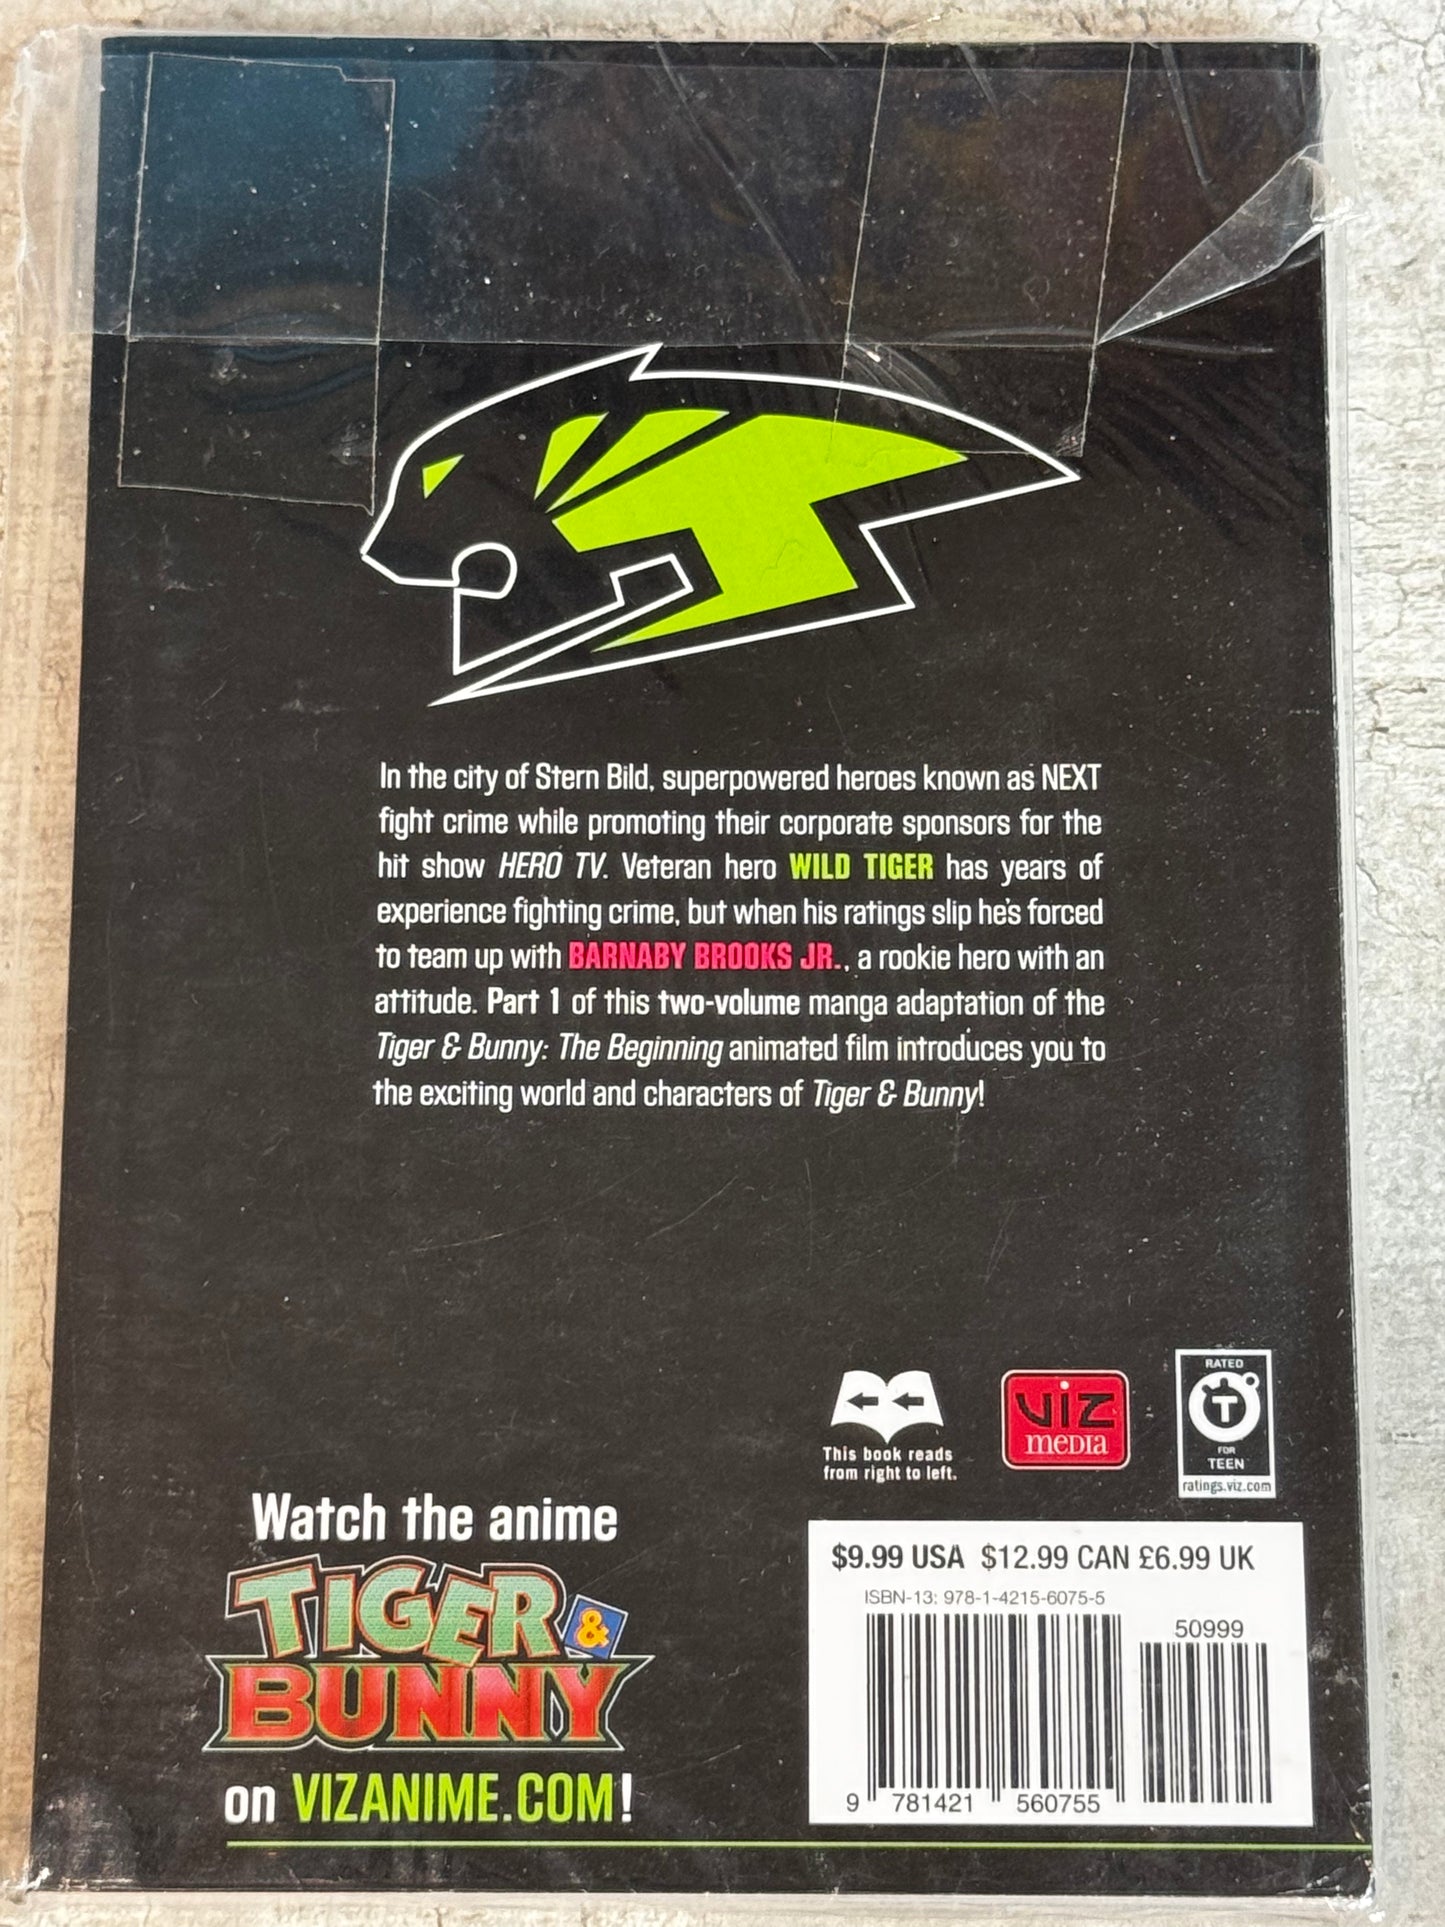 In the city of Stern Bild, superpowered heroes known as NEXT
fight crime while promoting their corporate sponsors for the
hit show HERO TV. Veteran hero WILD TIGER has years of
experience fighting crime, but when his ratings slip he's forced
to team up with BARNABY BROOKS JR., a rookie hero with an
attitude. Part 1 of this two-volume manga adaptation of the
Tiger & Bunny: The Beginning animated film introduces you to
the exciting world and characters of Tiger & Bunny!
This book reads
from right to left.
VIZ
MEDIA
RATED
T
FOR
TEEN
ratings.viz.com
Watch the anime
TIGER &
BUNNY
on VIZANIME.COM!
$9.99 USA $12.99 CAN £6.99 UK
ISBN-13: 978-1-4215-6075-5
50999
9 781421 560755